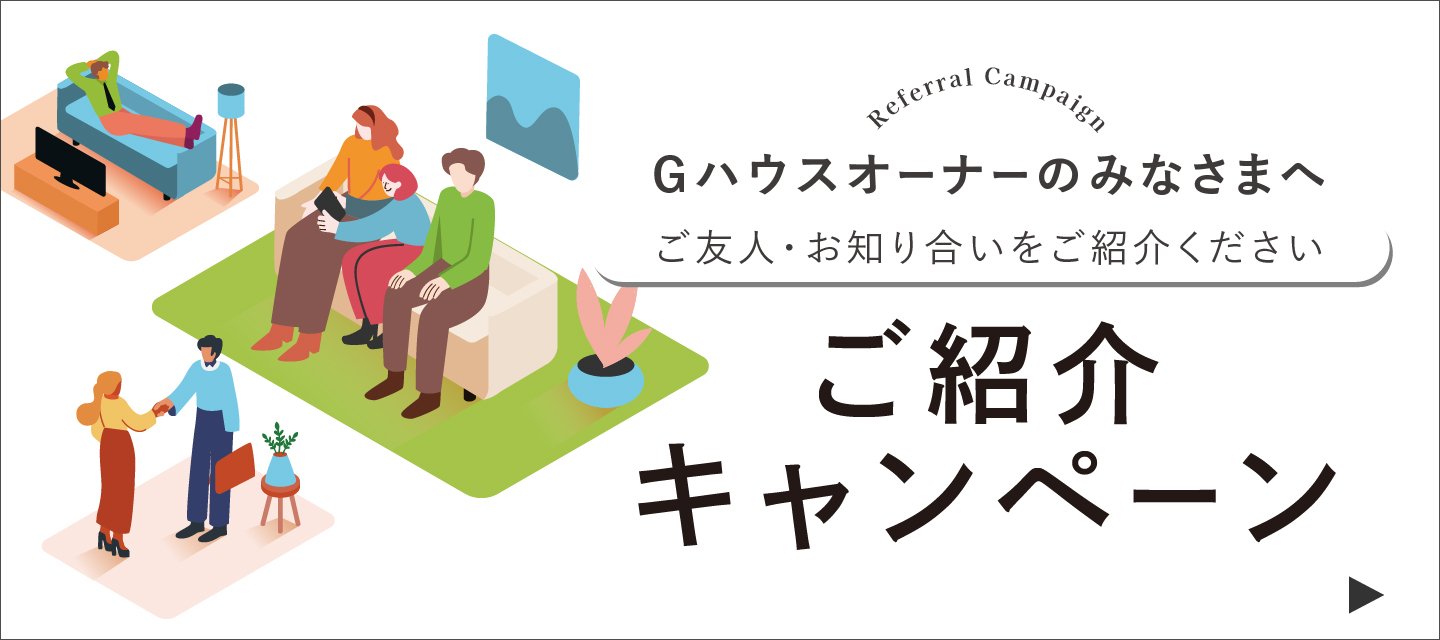 Referral Campaign
Gハウスオーナーのみなさまへ
ご友人・お知り合いをご紹介ください
ご紹介
キャンペーン